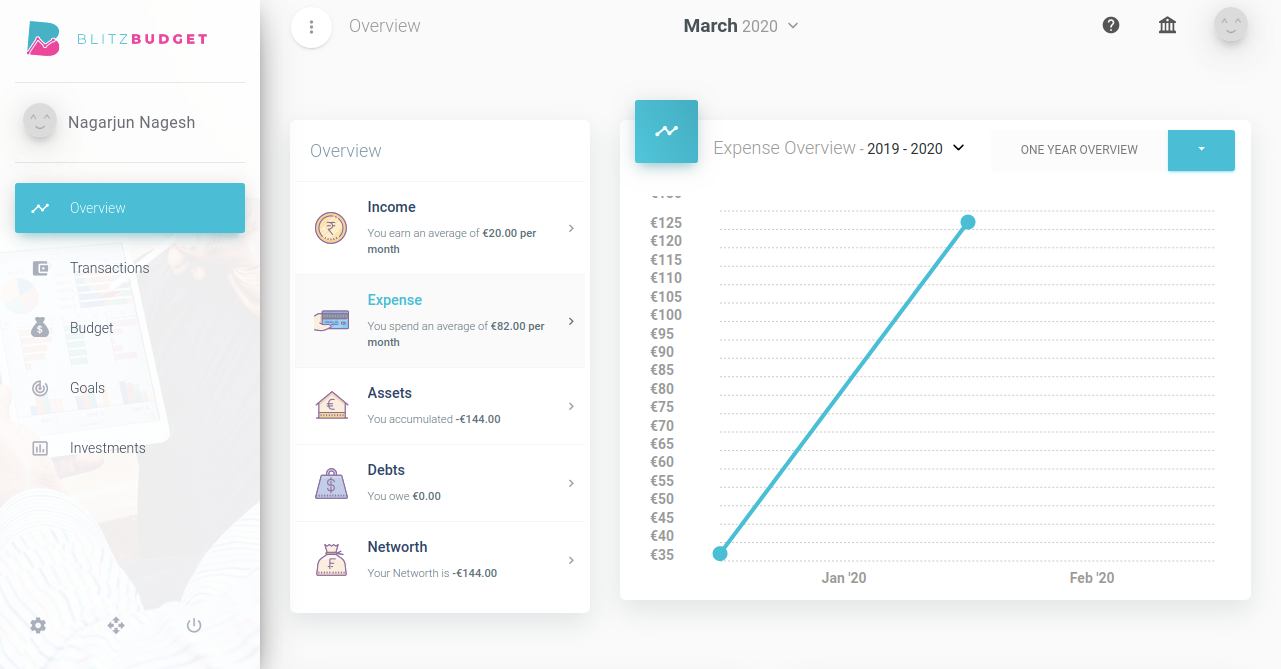 BLITZBUDGET
Nagarjun Nagesh
Overview
Transactions
Budget
Goals
Investments
Overview
March 2020
Overview
Income
You earn an average of €20.00 per
month
Expense
You spend an average of €82.00 per
month
Assets
You accumulated -€144.00
Debts
You owe €0.00
Networth
Your Networth is -€144.00
Expense Overview - 2019 - 2020
ONE YEAR OVERVIEW
€125
€120
€115
€110
€105
€100
€95
€90
€85
€80
€75
€70
€65
€60
€55
€50
€45
€40
€35
Jan '20
Feb '20